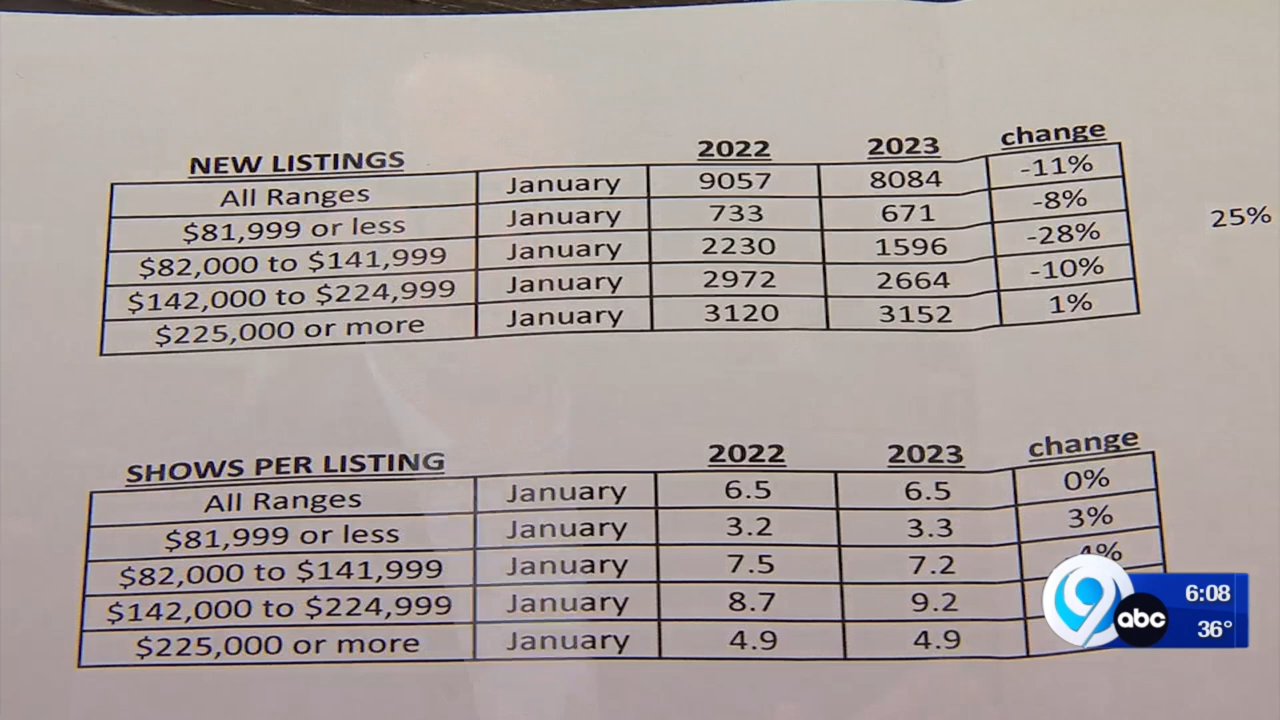 NEW LISTINGS 2022 2023 change
All Ranges January 9057 8084 -11%
$81,999 or less January 733 671 -8%
$82,000 to $141,999 January 2230 1596 -28%
$142,000 to $224,999 January 2972 2664 -10%
$225,000 or more January 3120 3152 1%
25%
SHOWS PER LISTING 2022 2023 change
All Ranges January 6.5 6.5 0%
$81,999 or less January 3.2 3.3 3%
$82,000 to $141,999 January 7.5 7.2
$142,000 to $224,999 January 8.7 9.2
$225,000 or more January 4.9 4.9
9 abc 6:08
36°